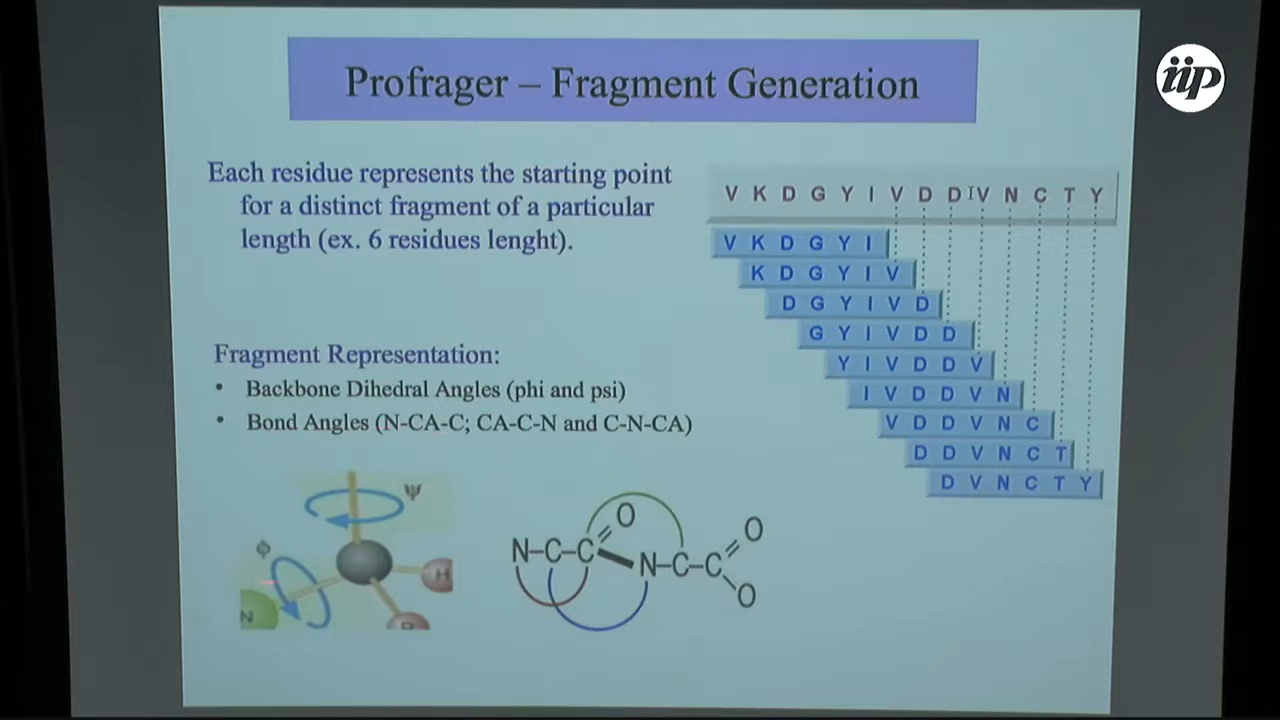 Profrager – Fragment Generation
iip
Each residue represents the starting point
for a distinct fragment of a particular
length (ex. 6 residues lenght).
V K D G Y I V D D V N C T Y
V K D G Y I
K D G Y I V
D G Y I V D
G Y I V D D
Y I V D D V
I V D D V N
V D D V N C
D D V N C T
D V N C T Y
Fragment Representation:
• Backbone Dihedral Angles (phi and psi)
• Bond Angles (N-CA-C; CA-C-N and C-N-CA)
Ψ
Φ
H
N
R
O
N-C-C
N-C-C
O
O